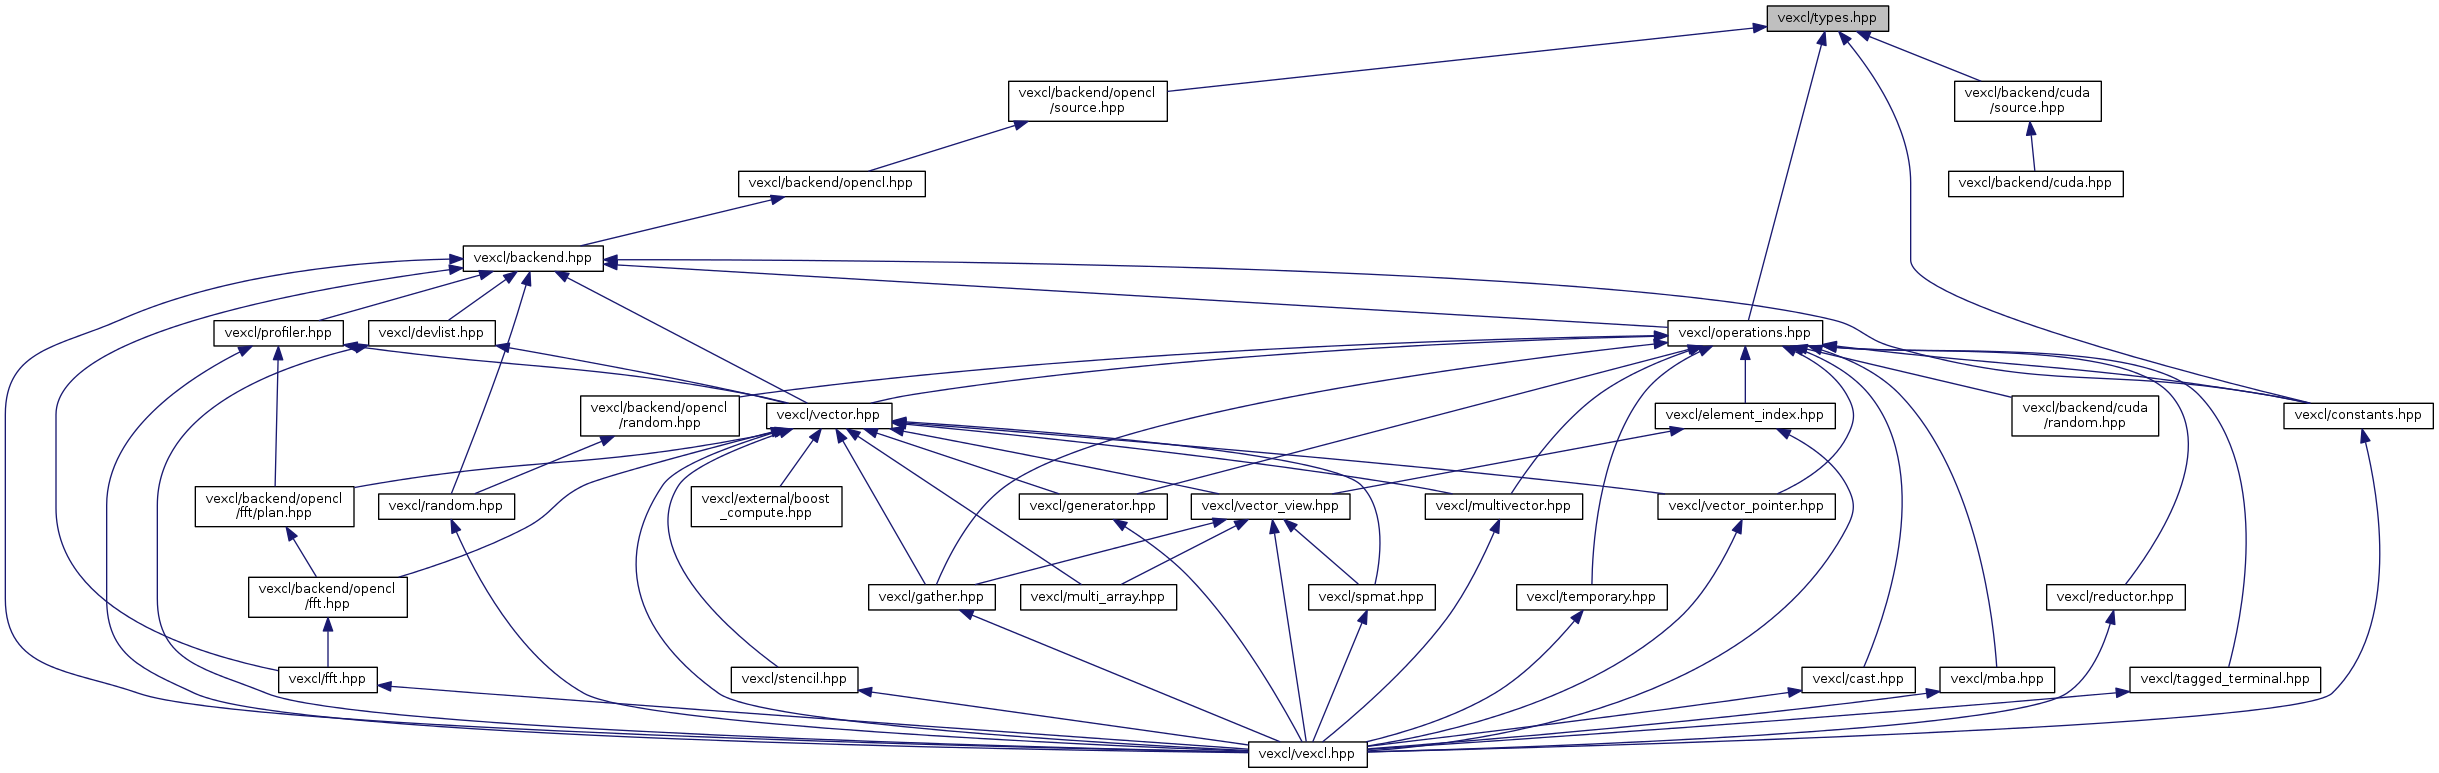 vexcl/types.hpp
vexcl/backend/opencl
/source.hpp
vexcl/backend/cuda
/source.hpp
vexcl/backend/opencl.hpp
vexcl/backend/cuda.hpp
vexcl/backend.hpp
vexcl/profiler.hpp
vexcl/devlist.hpp
vexcl/operations.hpp
vexcl/backend/opencl
/random.hpp
vexcl/vector.hpp
vexcl/element_index.hpp
vexcl/backend/cuda
/random.hpp
vexcl/constants.hpp
vexcl/backend/opencl
/fft/plan.hpp
vexcl/random.hpp
vexcl/external/boost
_compute.hpp
vexcl/generator.hpp
vexcl/vector_view.hpp
vexcl/multivector.hpp
vexcl/vector_pointer.hpp
vexcl/backend/opencl
/fft.hpp
vexcl/gather.hpp
vexcl/multi_array.hpp
vexcl/spmat.hpp
vexcl/temporary.hpp
vexcl/reductor.hpp
vexcl/fft.hpp
vexcl/stencil.hpp
vexcl/cast.hpp
vexcl/mba.hpp
vexcl/tagged_terminal.hpp
vexcl/vexcl.hpp